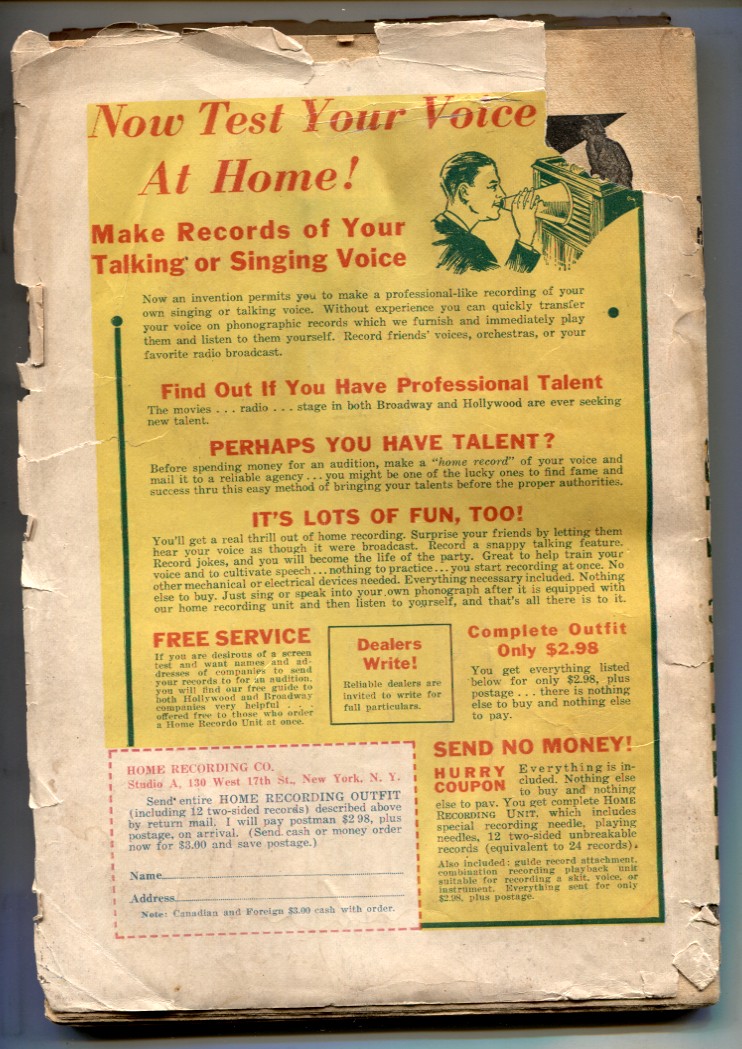 Now Test Your Voice
At Home!
Make Records of Your
Talking or Singing Voice
Now an invention permits you to make a professional-like recording of your
own singing or talking voice. Without experience you can quickly transfer
your voice on phonographic records which we furnish and immediately play
them and listen to them yourself. Record friends' voices, orchestras, or your
favorite radio broadcast.
Find Out If You Have Professional Talent
The movies . . . radio . . . stage in both Broadway and Hollywood are ever seeking
new talent.
PERHAPS YOU HAVE TALENT?
Before spending money for an audition, make a "home record" of your voice and
mail it to a reliable agency . . . you might be one of the lucky ones to find fame and
success thru this easy method of bringing your talents before the proper authorities.
IT'S LOTS OF FUN, TOO!
You'll get a real thrill out of home recording. Surprise your friends by letting them
hear your voice as though it were broadcast. Record a snappy talking feature.
Record jokes, and you will become the life of the party. Great to help train your
voice and to cultivate speech . . . nothing to practice . . . you start recording at once. No
other mechanical or electrical devices needed. Everything necessary included. Nothing
else to buy. Just sing or speak into your own phonograph after it is equipped with
our home recording unit and then listen to yourself, and that's all there is to it.
FREE SERVICE
If you are desirous of a screen
test and want names and ad-
dresses of companies to send
your records to for an audition,
you will find our free guide to
both Hollywood and Broadway
companies very helpful . . .
offered free to those who order
a Home Recordo Unit at once.
Dealers
Write!
Reliable dealers are
invited to write for
full particulars.
Complete Outfit
Only $2.98
You get everything listed
below for only $2.98, plus
postage . . . there is nothing
else to buy and nothing else
to pay.
HOME RECORDING CO.
Studio A, 130 West 17th St., New York, N. Y.
Send entire HOME RECORDING OUTFIT
(including 12 two-sided records) described above
by return mail. I will pay postman $2 98, plus
postage, on arrival. (Send cash or money order
now for $3.00 and save postage.)
Name
Address
Note: Canadian and Foreign $3.00 cash with order.
SEND NO MONEY!
HURRY
COUPON
Everything is in-
cluded. Nothing else
to buy and nothing
else to pay. You get complete HOME
RECORDING UNIT, which includes
special recording needle, playing
needles, 12 two-sided unbreakable
records (equivalent to 24 records).
Also included: guide record attachment,
combination recording playback unit
suitable for recording a skit, voice, or
instrument. Everything sent for only
$2.98, plus postage.